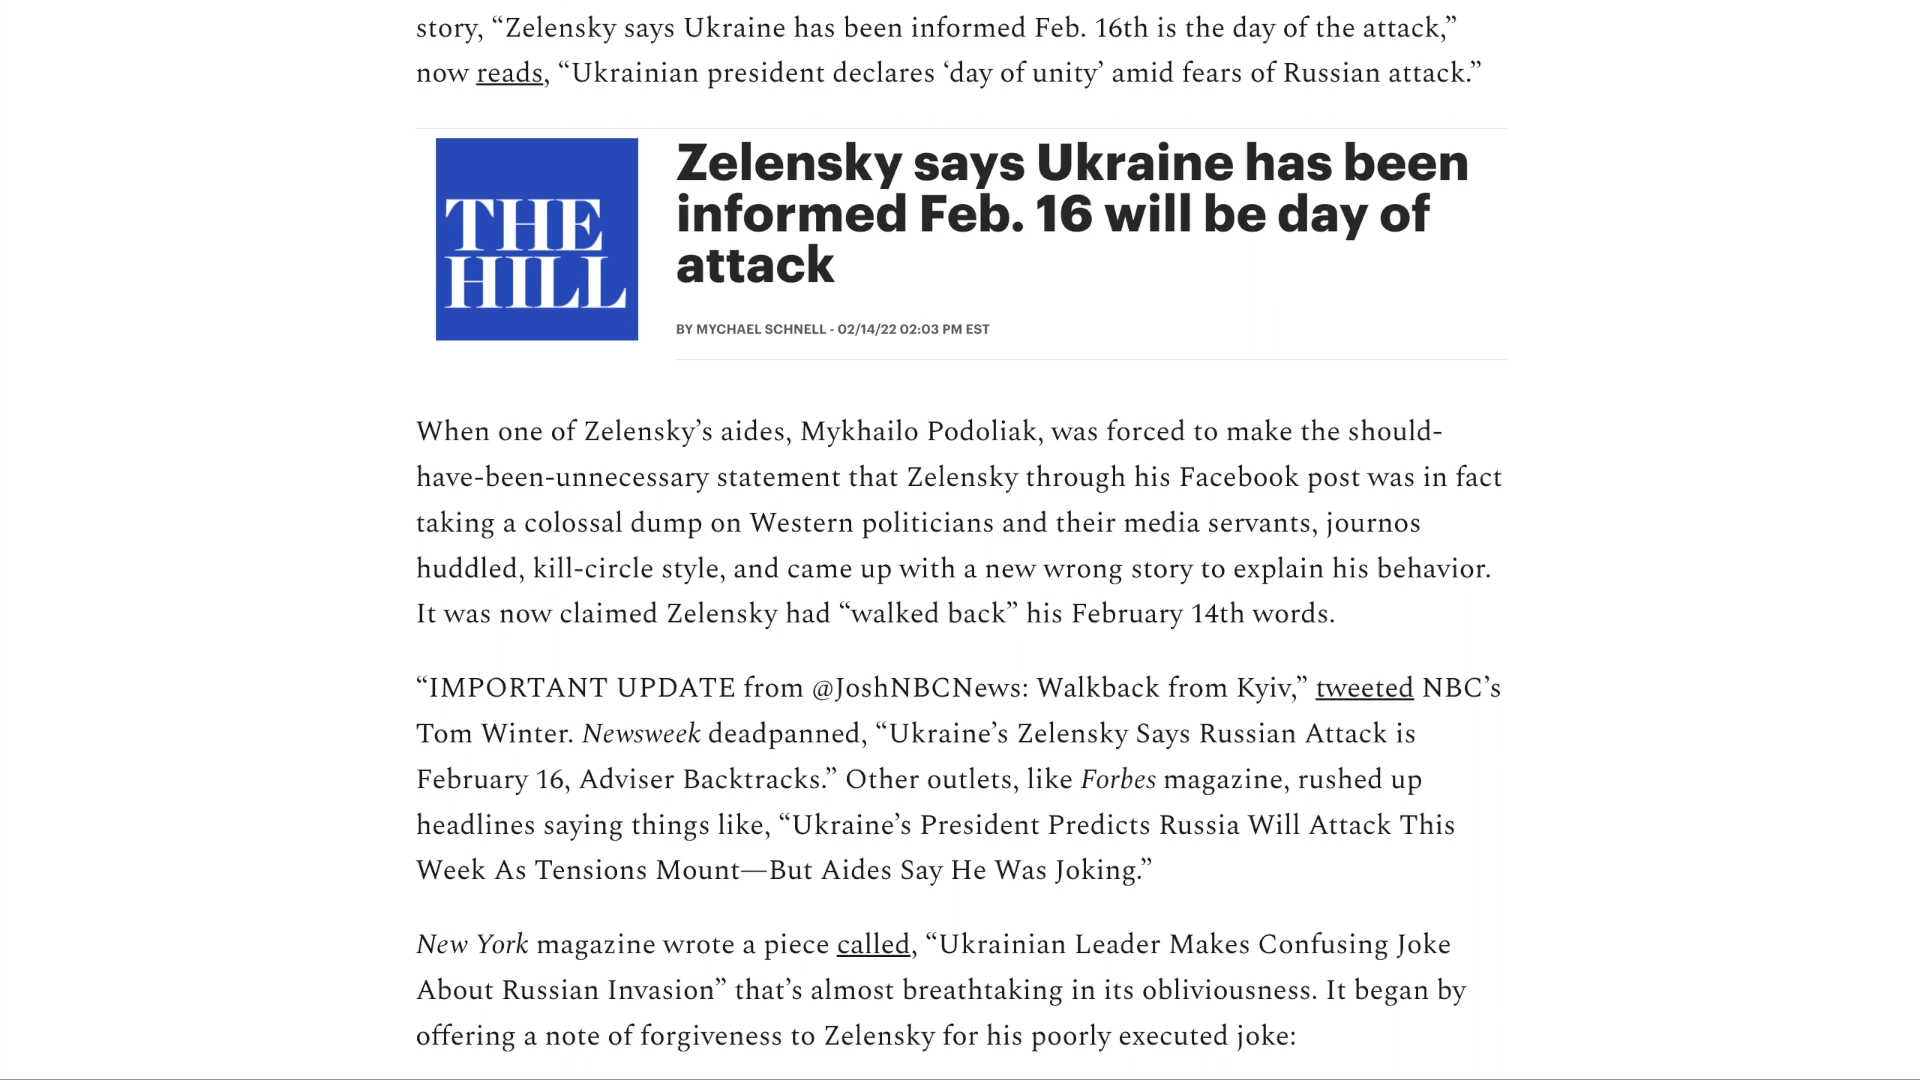 story, “Zelensky says Ukraine has been informed Feb. 16th is the day of the attack,”
now reads, “Ukrainian president declares ‘day of unity’ amid fears of Russian attack.”
THE
HILL
Zelensky says Ukraine has been
informed Feb. 16 will be day of
attack
BY MYCHAEL SCHNELL - 02/14/22 02:03 PM EST
When one of Zelensky’s aides, Mykhailo Podoliak, was forced to make the should-
have-been-unnecessary statement that Zelensky through his Facebook post was in fact
taking a colossal dump on Western politicians and their media servants, journos
huddled, kill-circle style, and came up with a new wrong story to explain his behavior.
It was now claimed Zelensky had “walked back” his February 14th words.
“IMPORTANT UPDATE from @JoshNBCNews: Walkback from Kyiv,” tweeted NBC’s
Tom Winter. Newsweek deadpanned, “Ukraine’s Zelensky Says Russian Attack is
February 16, Adviser Backtracks.” Other outlets, like Forbes magazine, rushed up
headlines saying things like, “Ukraine’s President Predicts Russia Will Attack This
Week As Tensions Mount—But Aides Say He Was Joking.”
New York magazine wrote a piece called, “Ukrainian Leader Makes Confusing Joke
About Russian Invasion” that’s almost breathtaking in its obliviousness. It began by
offering a note of forgiveness to Zelensky for his poorly executed joke: